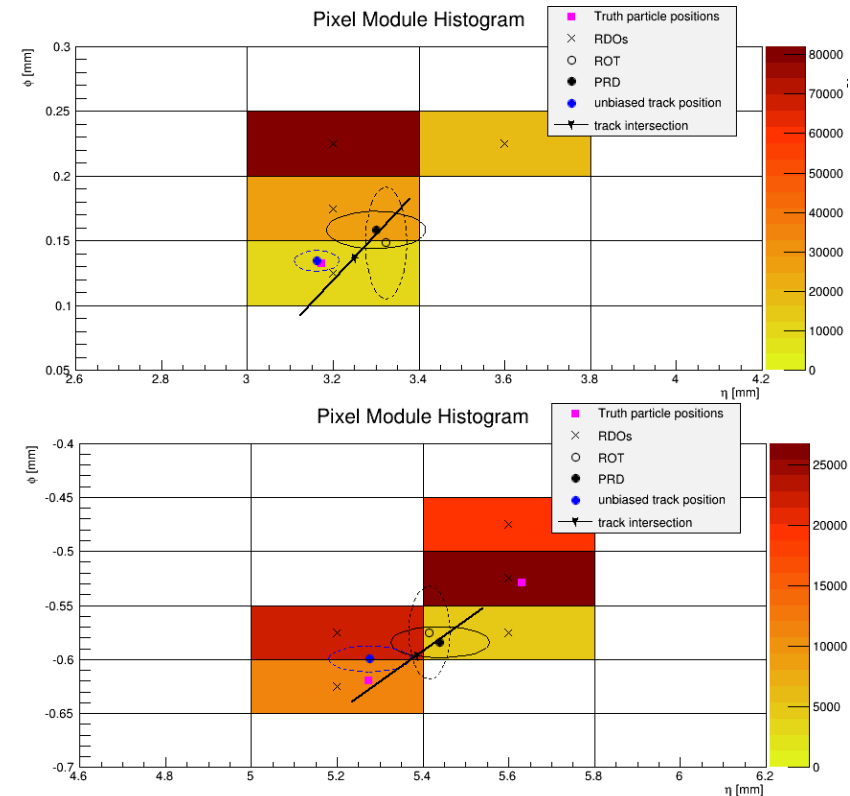 Pixel Module Histogram
Truth particle positions
RDOs
ROT
PRD
unbiased track position
track intersection
ϕ [mm]
0.3
0.25
0.2
0.15
0.1
0.05
2.6
2.8
3
3.2
3.4
3.6
3.8
4
4.2
η [mm]
80000
70000
60000
50000
40000
30000
20000
10000
0
Pixel Module Histogram
Truth particle positions
RDOs
ROT
PRD
unbiased track position
track intersection
ϕ [mm]
-0.4
-0.45
-0.5
-0.55
-0.6
-0.65
-0.7
4.6
4.8
5
5.2
5.4
5.6
5.8
6
6.2
η [mm]
25000
20000
15000
10000
5000
0